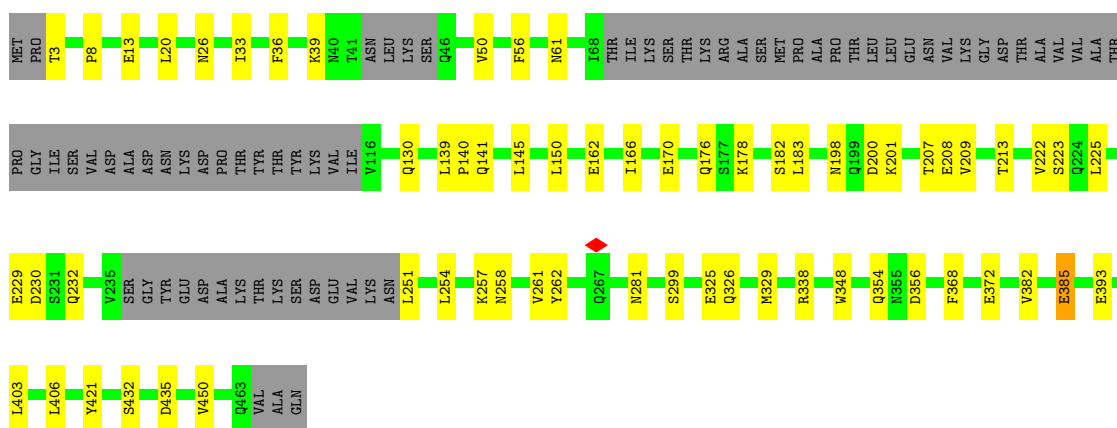 MET PRO T3 P8 E13 L20 N26 I33 F36 K39 N40 T41 ASN LEU LYS SER Q46 V50 F56 N61 I68 THR ILE LYS SER THR LYS ARG ALA SER MET PRO ALA PRO THR LEU LEU GLU ASN VAL LYS GLY ASP THR ALA VAL VAL ALA THR
PRO GLY ILE SER VAL ASP ALA ASP ASN LYS ASP PRO THR TYR THR TYR LYS VAL ILE V116 Q130 L139 P140 Q141 L145 L150 E162 I166 E170 Q176 S177 K178 S182 L183 N198 Q199 D200 K201 T207 E208 V209 T213 V222 S223 Q224 L225
E229 D230 S231 Q232 V235 SER GLY TYR GLU ASP ALA LYS THR LYS SER ASP GLU VAL LYS ASN L251 L254 K257 N258 V261 Y262 Q267 N281 S299 E325 Q326 M329 R338 W348 Q354 N355 D356 F368 E372 V382 E385 E393
L403 L406 Y421 S432 D435 V450 Q463 VAL ALA GLN